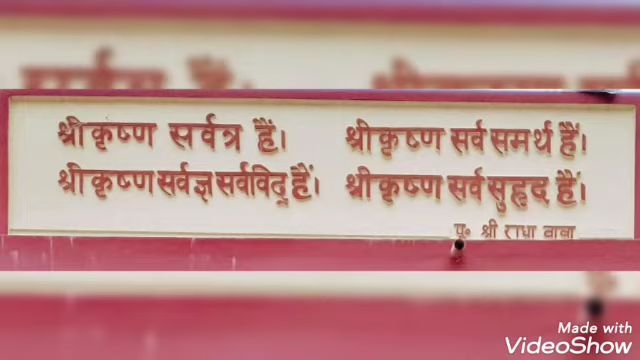 श्रीकृष्ण सर्वत्र हैं। श्रीकृष्ण सर्व समर्थ हैं।
श्रीकृष्ण सर्वज्ञ सर्वविद् हैं। श्रीकृष्ण सर्व सुहृद हैं।
पू० श्री राधा बाबा
Made with
VideoShow